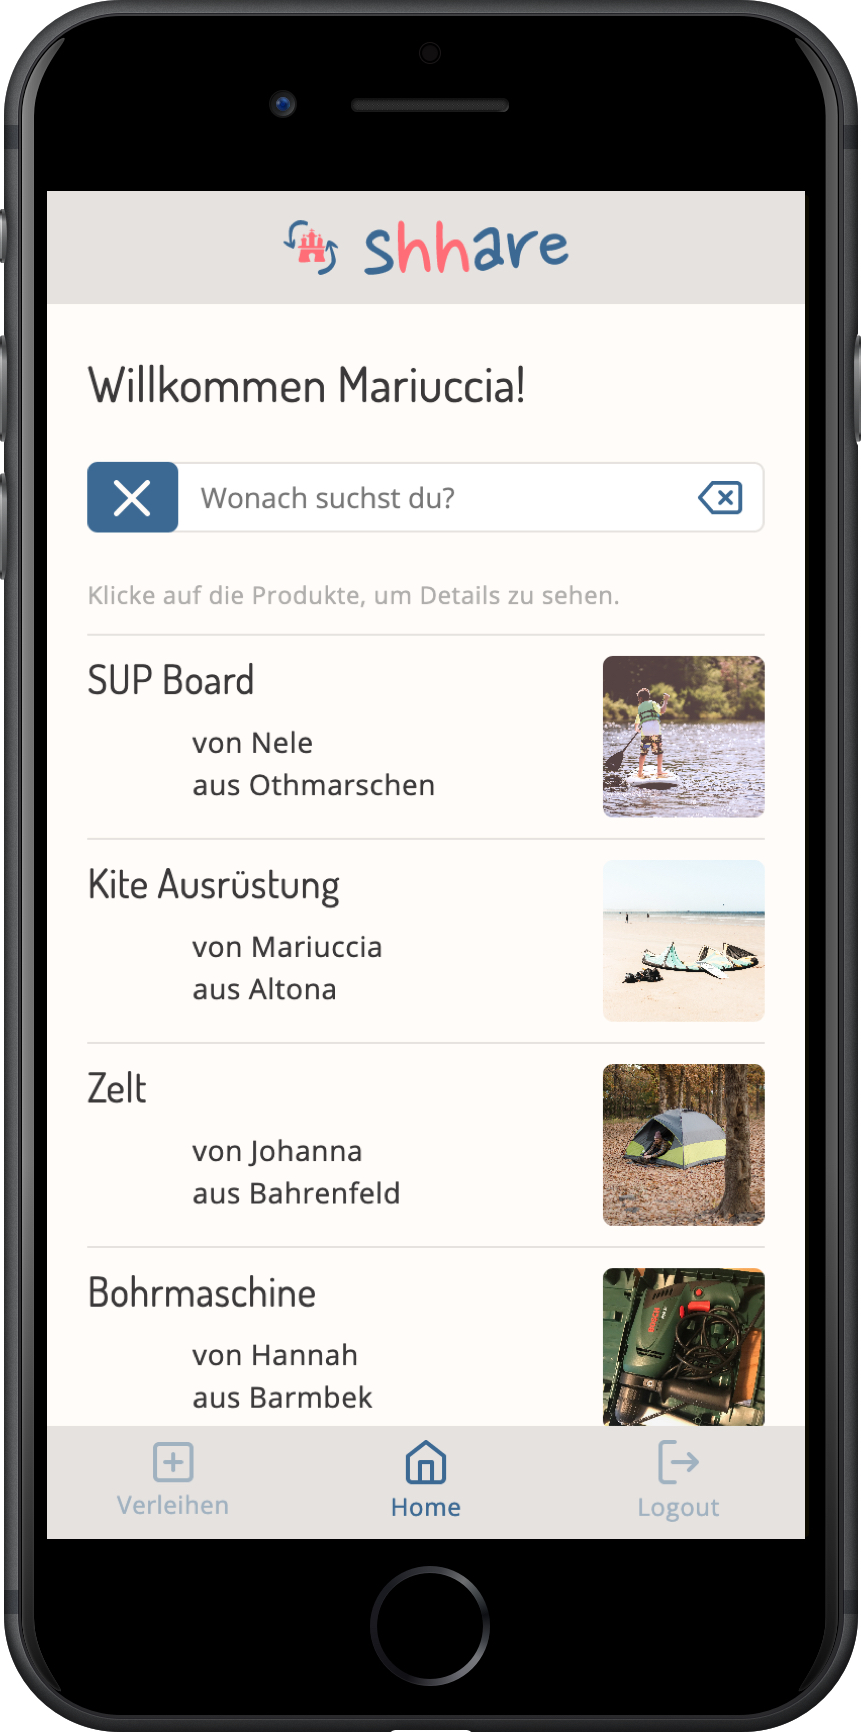 shhare
Willkommen Mariuccia!
Wonach suchst du?
Klicke auf die Produkte, um Details zu sehen.
SUP Board
von Nele
aus Othmarschen
Kite Ausrüstung
von Mariuccia
aus Altona
Zelt
von Johanna
aus Bahrenfeld
Bohrmaschine
von Hannah
aus Barmbek
BOSCH
Verleihen
Home
Logout